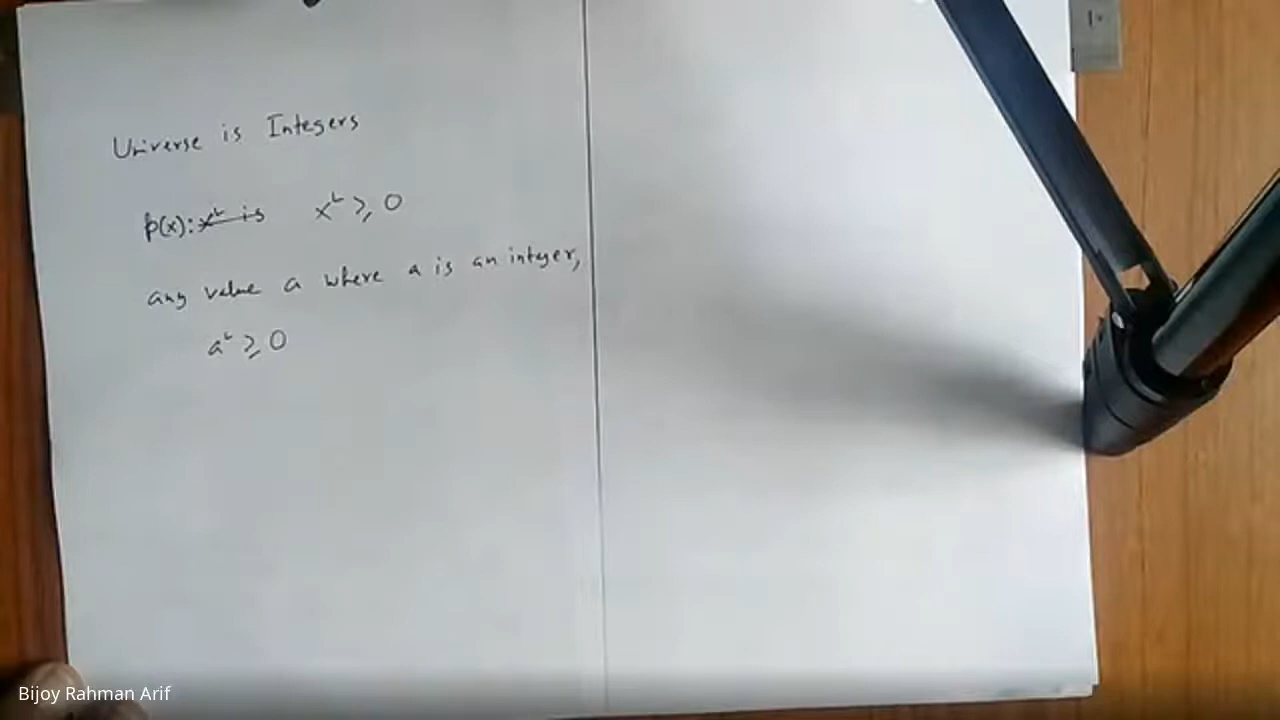 Universe is Integers
p(x): x² is x² ≥ 0
any value a where a is an integer,
a² ≥ 0
Bijoy Rahman Arif